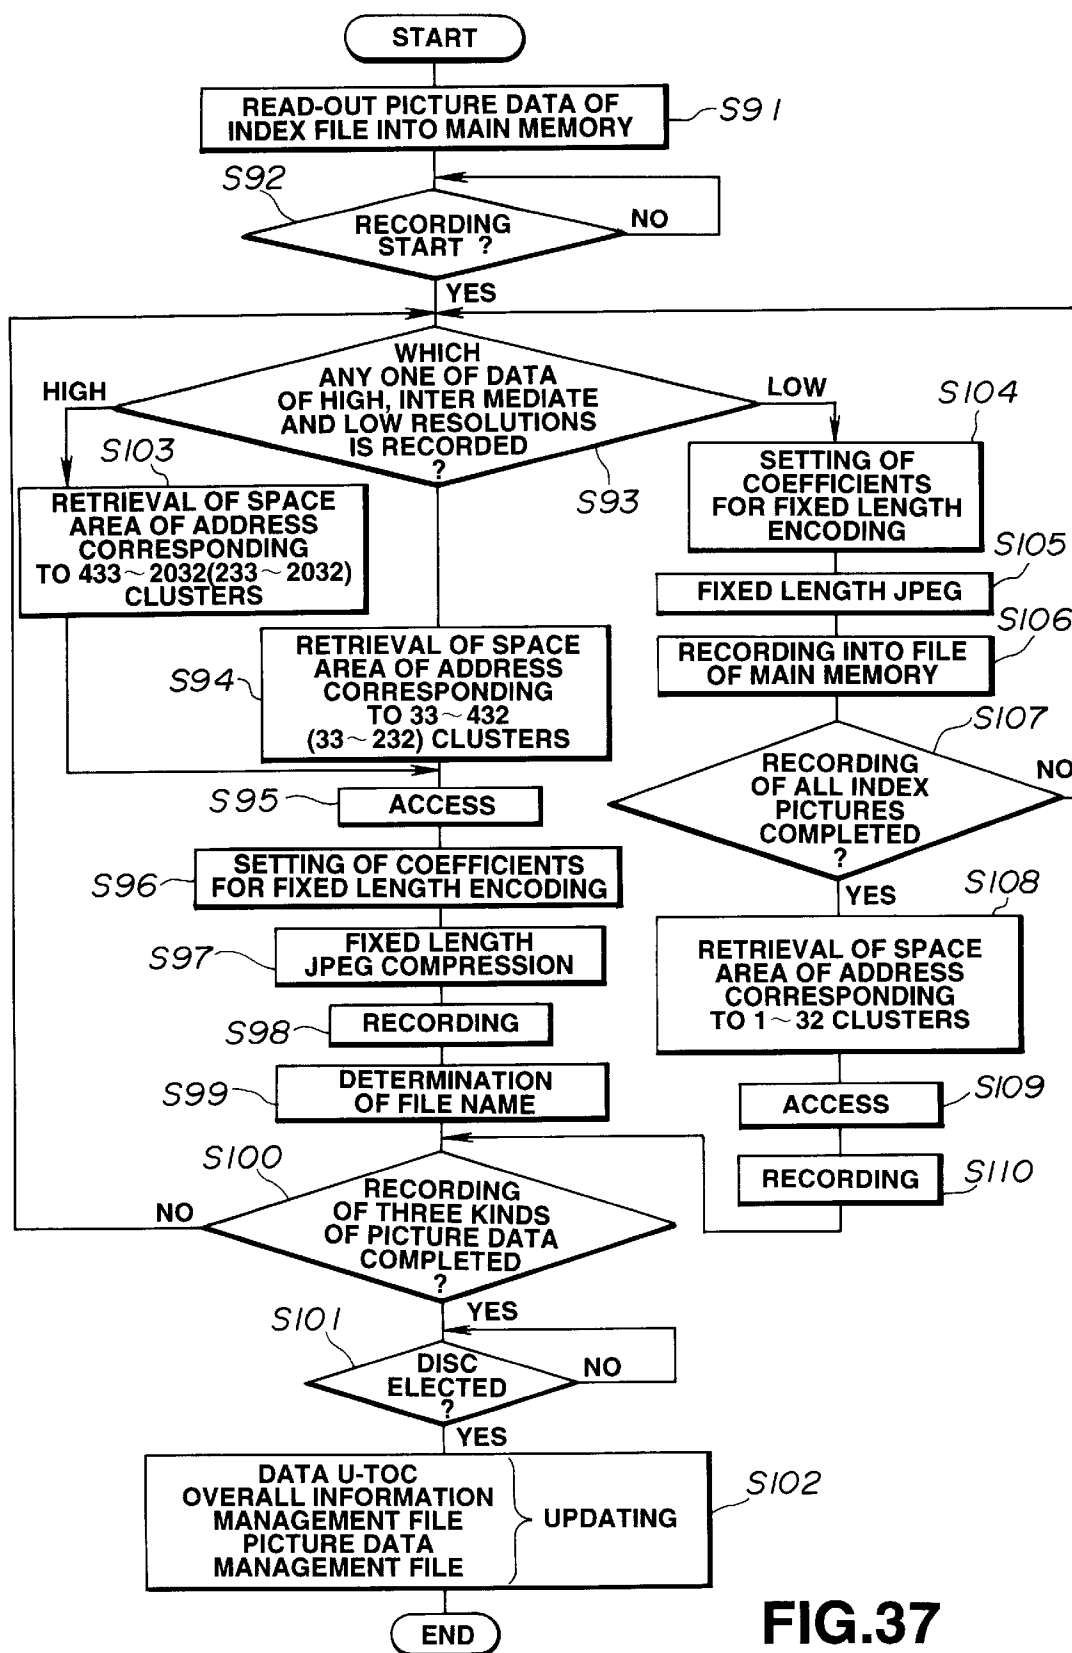 START
READ-OUT PICTURE DATA OF
INDEX FILE INTO MAIN MEMORY
S91
S92
RECORDING
START ?
NO
YES
WHICH
ANY ONE OF DATA
OF HIGH, INTER MEDIATE
AND LOW RESOLUTIONS
IS RECORDED
?
HIGH
LOW
S93
S103
RETRIEVAL OF SPACE
AREA OF ADDRESS
CORRESPONDING
TO 433~2032(233~2032)
CLUSTERS
S104
SETTING OF
COEFFICIENTS
FOR FIXED LENGTH
ENCODING
S105
FIXED LENGTH JPEG
S106
RECORDING INTO FILE
OF MAIN MEMORY
S94
RETRIEVAL OF SPACE
AREA OF ADDRESS
CORRESPONDING
TO 33~432
(33~232) CLUSTERS
S107
RECORDING
OF ALL INDEX
PICTURES
COMPLETED
?
NO
YES
S95
ACCESS
S96
SETTING OF COEFFICIENTS
FOR FIXED LENGTH ENCODING
S97
FIXED LENGTH
JPEG COMPRESSION
S98
RECORDING
S99
DETERMINATION
OF FILE NAME
S108
RETRIEVAL OF SPACE
AREA OF ADDRESS
CORRESPONDING
TO 1~32 CLUSTERS
S109
ACCESS
S110
RECORDING
S100
RECORDING
OF THREE KINDS
OF PICTURE DATA
COMPLETED
?
NO
YES
S101
DISC
ELECTED
?
NO
YES
DATA U-TOC
OVERALL INFORMATION
MANAGEMENT FILE
PICTURE DATA
MANAGEMENT FILE
UPDATING
S102
END
FIG.37